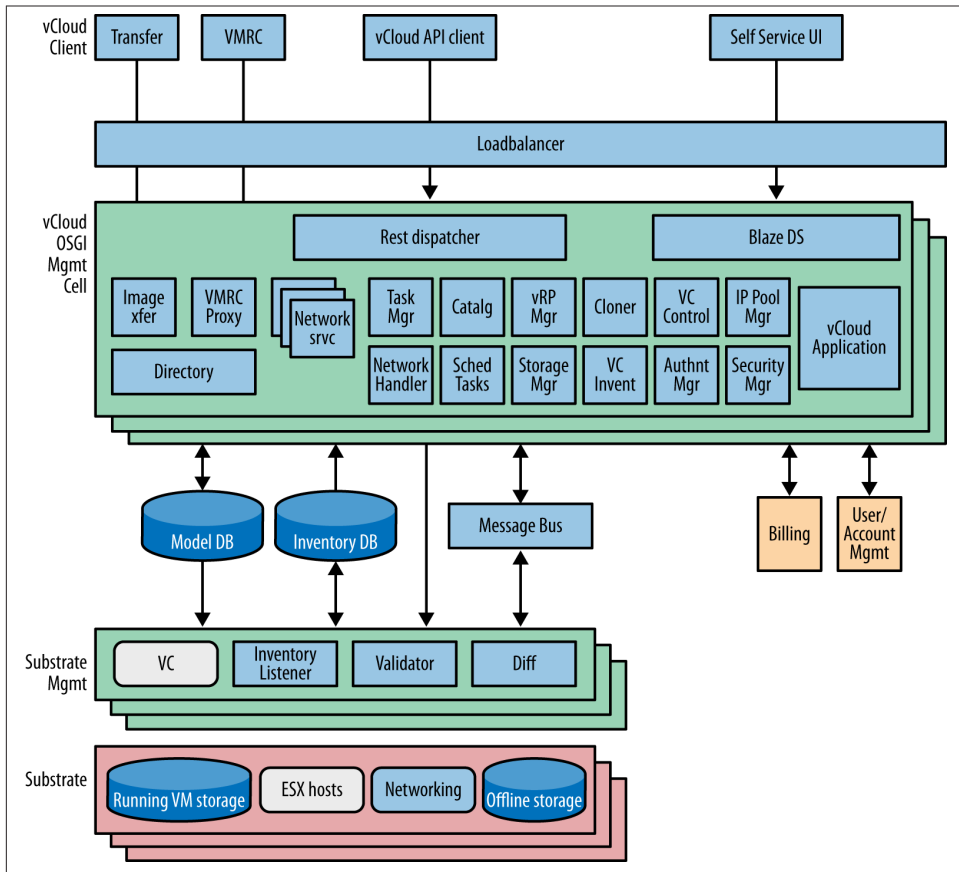 vCloud
Client
Transfer
VMRC
vCloud API client
Self Service UI
Loadbalancer
vCloud
OSGI
Mgmt
Cell
Rest dispatcher
Blaze DS
Image
xfer
VMRC
Proxy
Network
srvc
Task
Mgr
Catalg
vRP
Mgr
Cloner
VC
Control
IP Pool
Mgr
vCloud
Application
Directory
Network
Handler
Sched
Tasks
Storage
Mgr
VC
Invent
Authnt
Mgr
Security
Mgr
Model DB
Inventory DB
Message Bus
Billing
User/
Account
Mgmt
Substrate
Mgmt
VC
Inventory
Listener
Validator
Diff
Substrate
Running VM storage
ESX hosts
Networking
Offline storage